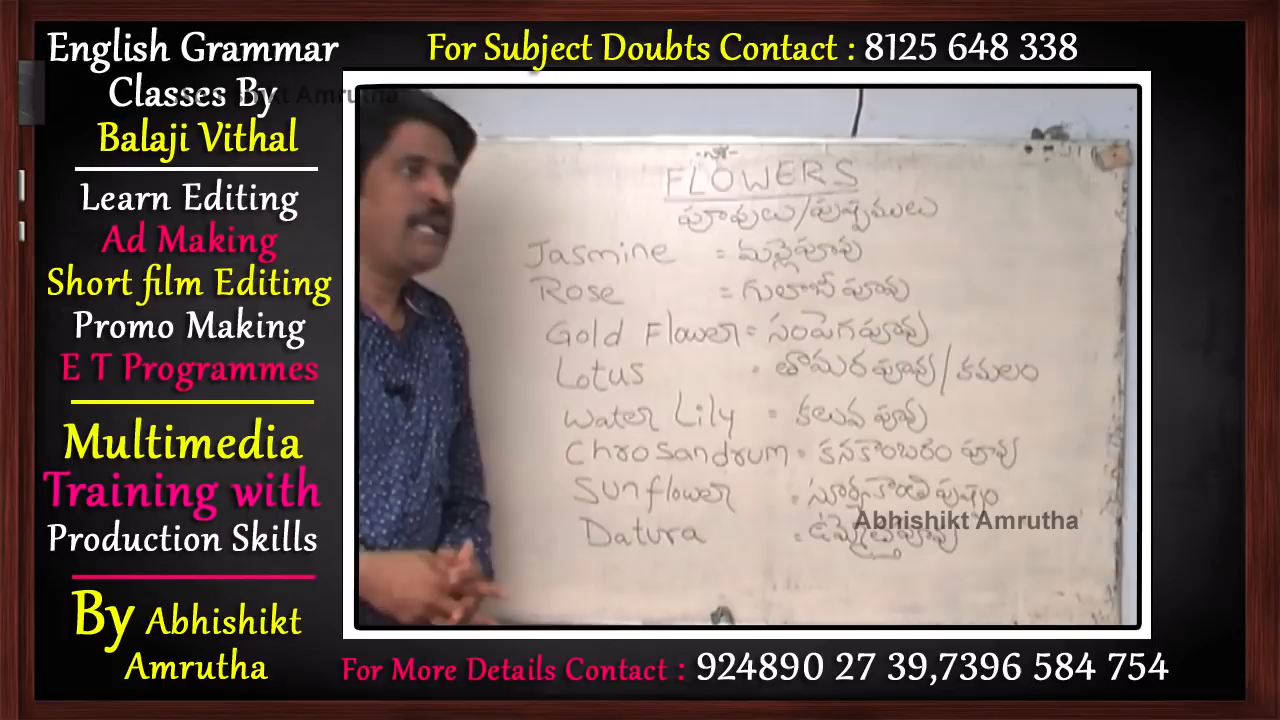 English Grammar
Classes By
Balaji Vithal
Learn Editing
Ad Making
Short film Editing
Promo Making
E T Programmes
Multimedia
Training with
Production Skills
By Abhishikt
Amrutha
For Subject Doubts Contact : 8125 648 338
FLOWERS
పూవులు/పుష్పములు
Jasmine = మల్లెపూవు
Rose = గులాబీ పూవు
Gold Flower = సంపెగపూవు
Lotus తామర పూవు/ కమలం
Water Lily = కలువ పూవు
Chrosandrum = కనకాంబరం పూవు
Sunflower సూర్యకాంతి పుష్పం
Datura = ఉమ్మెత్తపూవు
Abhishikt Amrutha
For More Details Contact : 924890 27 39,7396 584 754